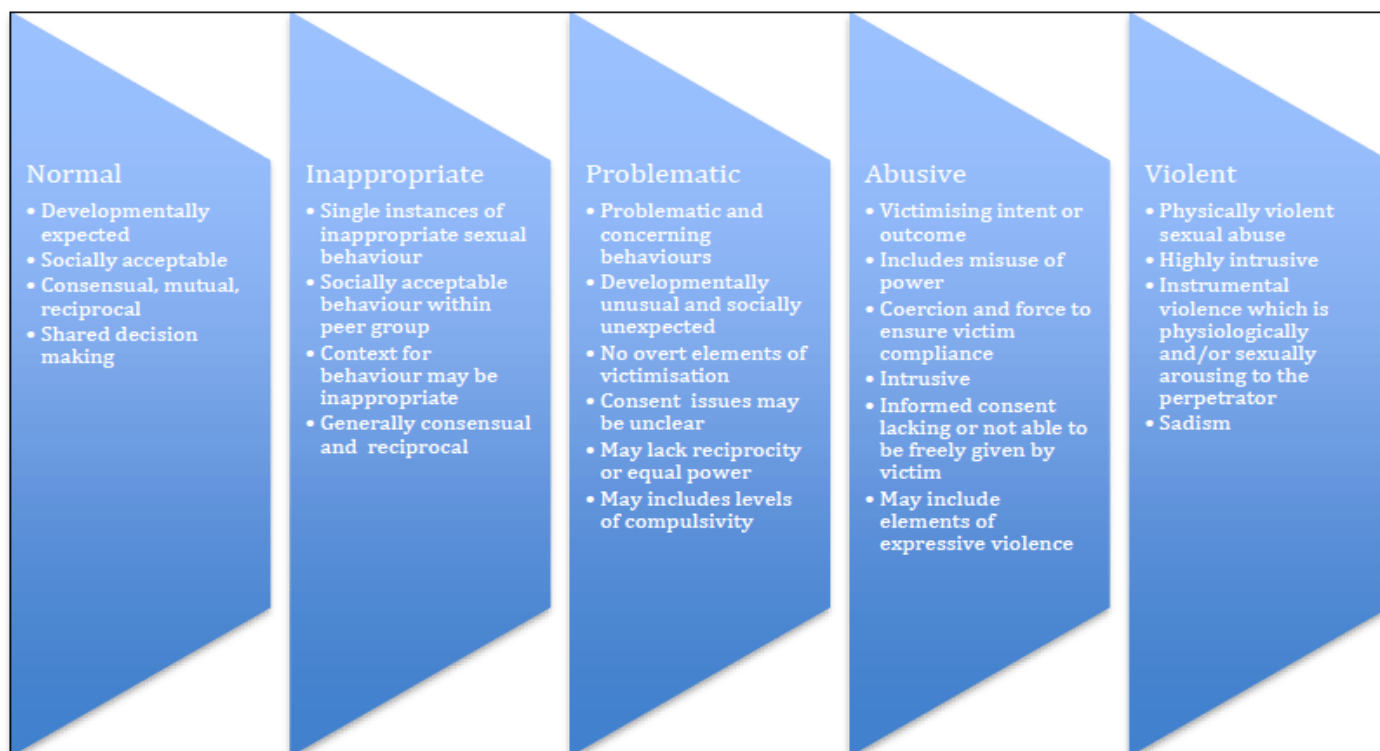 Normal
• Developmentally
expected
• Socially acceptable
• Consensual, mutual,
reciprocal
• Shared decision
making
Inappropriate
• Single instances of
inappropriate sexual
behaviour
• Socially acceptable
behaviour within
peer group
• Context for
behaviour may be
inappropriate
• Generally consensual
and reciprocal
Problematic
• Problematic and
concerning
behaviours
• Developmentally
unusual and socially
unexpected
• No overt elements of
victimisation
• Consent issues may
be unclear
• May lack reciprocity
or equal power
• May includes levels
of compulsivity
Abusive
• Victimising intent or
outcome
• Includes misuse of
power
• Coercion and force to
ensure victim
compliance
• Intrusive
• Informed consent
lacking or not able to
be freely given by
victim
• May include
elements of
expressive violence
Violent
• Physically violent
sexual abuse
• Highly intrusive
• Instrumental
violence which is
physiologically
and/or sexually
arousing to the
perpetrator
• Sadism